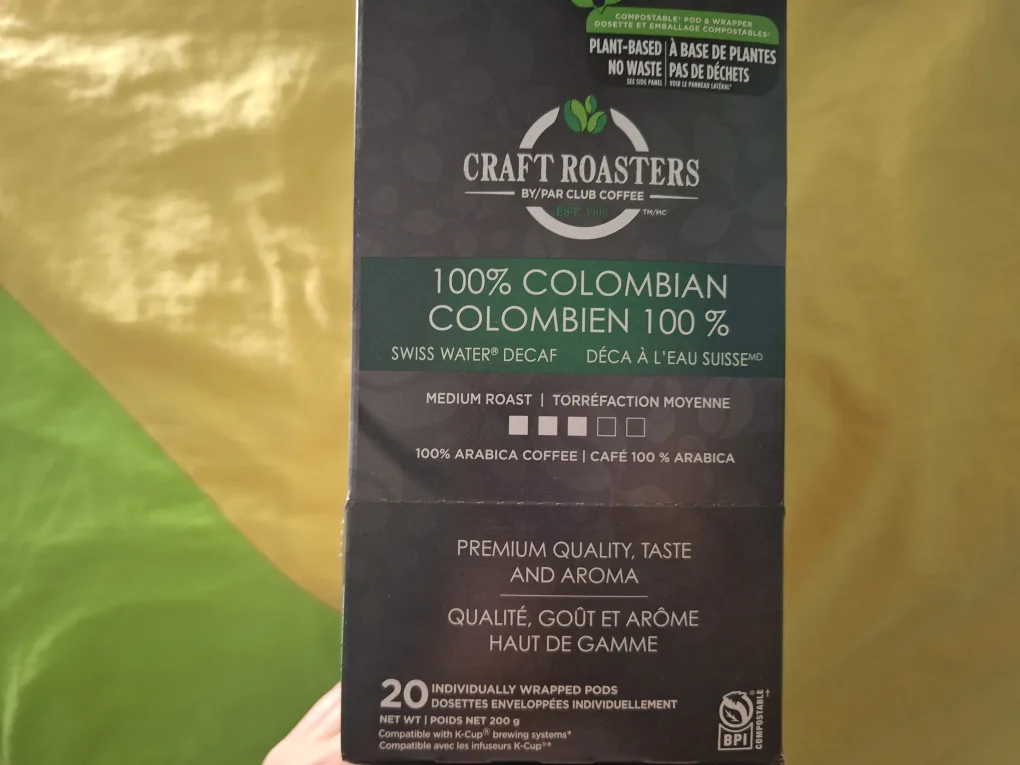 COMPOSTABLE† POD & WRAPPER
DOSETTE ET EMBALLAGE COMPOSTABLES†
PLANT-BASED | À BASE DE PLANTES
NO WASTE | PAS DE DÉCHETS
SEE SIDE PANEL | VOIR LE PANNEAU LATÉRAL
CRAFT ROASTERS
BY/PAR CLUB COFFEE
EST. 1906
TM/MC
100% COLOMBIAN
COLOMBIEN 100 %
SWISS WATER® DECAF DÉCA À L'EAU SUISSEMD
MEDIUM ROAST | TORRÉFACTION MOYENNE
100% ARABICA COFFEE | CAFÉ 100 % ARABICA
PREMIUM QUALITY, TASTE
AND AROMA
QUALITÉ, GOÛT ET ARÔME
HAUT DE GAMME
20 INDIVIDUALLY WRAPPED PODS
DOSETTES ENVELOPPÉES INDIVIDUELLEMENT
NET WT | POIDS NET 200 g
Compatible with K-Cup® brewing systems*
Compatible avec les infuseurs K-Cup®*
BPI®
COMPOSTABLE†